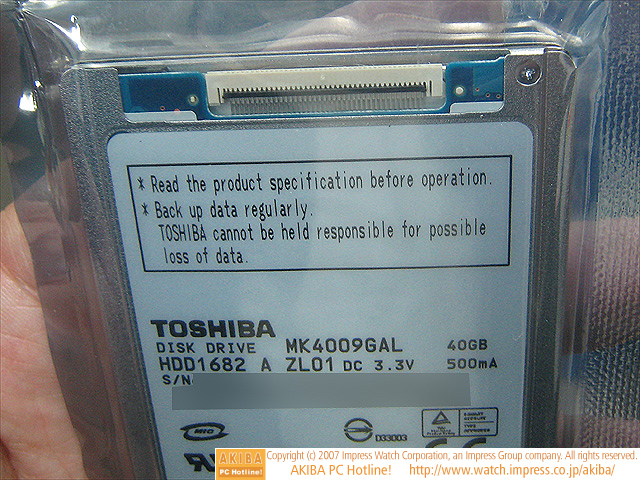 * Read the product specification before operation.
* Back up data regularly.
TOSHIBA cannot be held responsible for possible
loss of data.
TOSHIBA
DISK DRIVE MK4009GAL 40GB
HDD1682 A ZL01 DC 3.3V 500mA
S/N
AKIBA
PC Hotline!
Copyright (c) 2007 Impress Watch Corporation, an Impress Group company. All rights reserved.
AKIBA PC Hotline! http://www.watch.impress.co.jp/akiba/